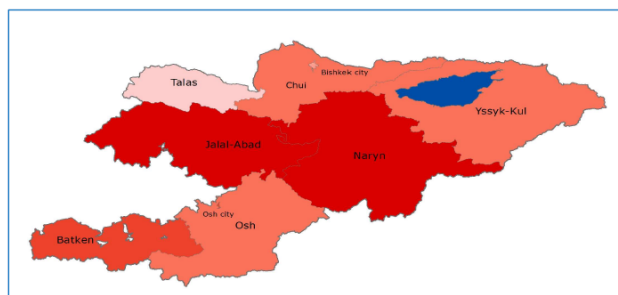 Talas
Chui
Bishkek city
Yssyk-Kul
Jalal-Abad
Naryn
Osh city
Osh
Batken